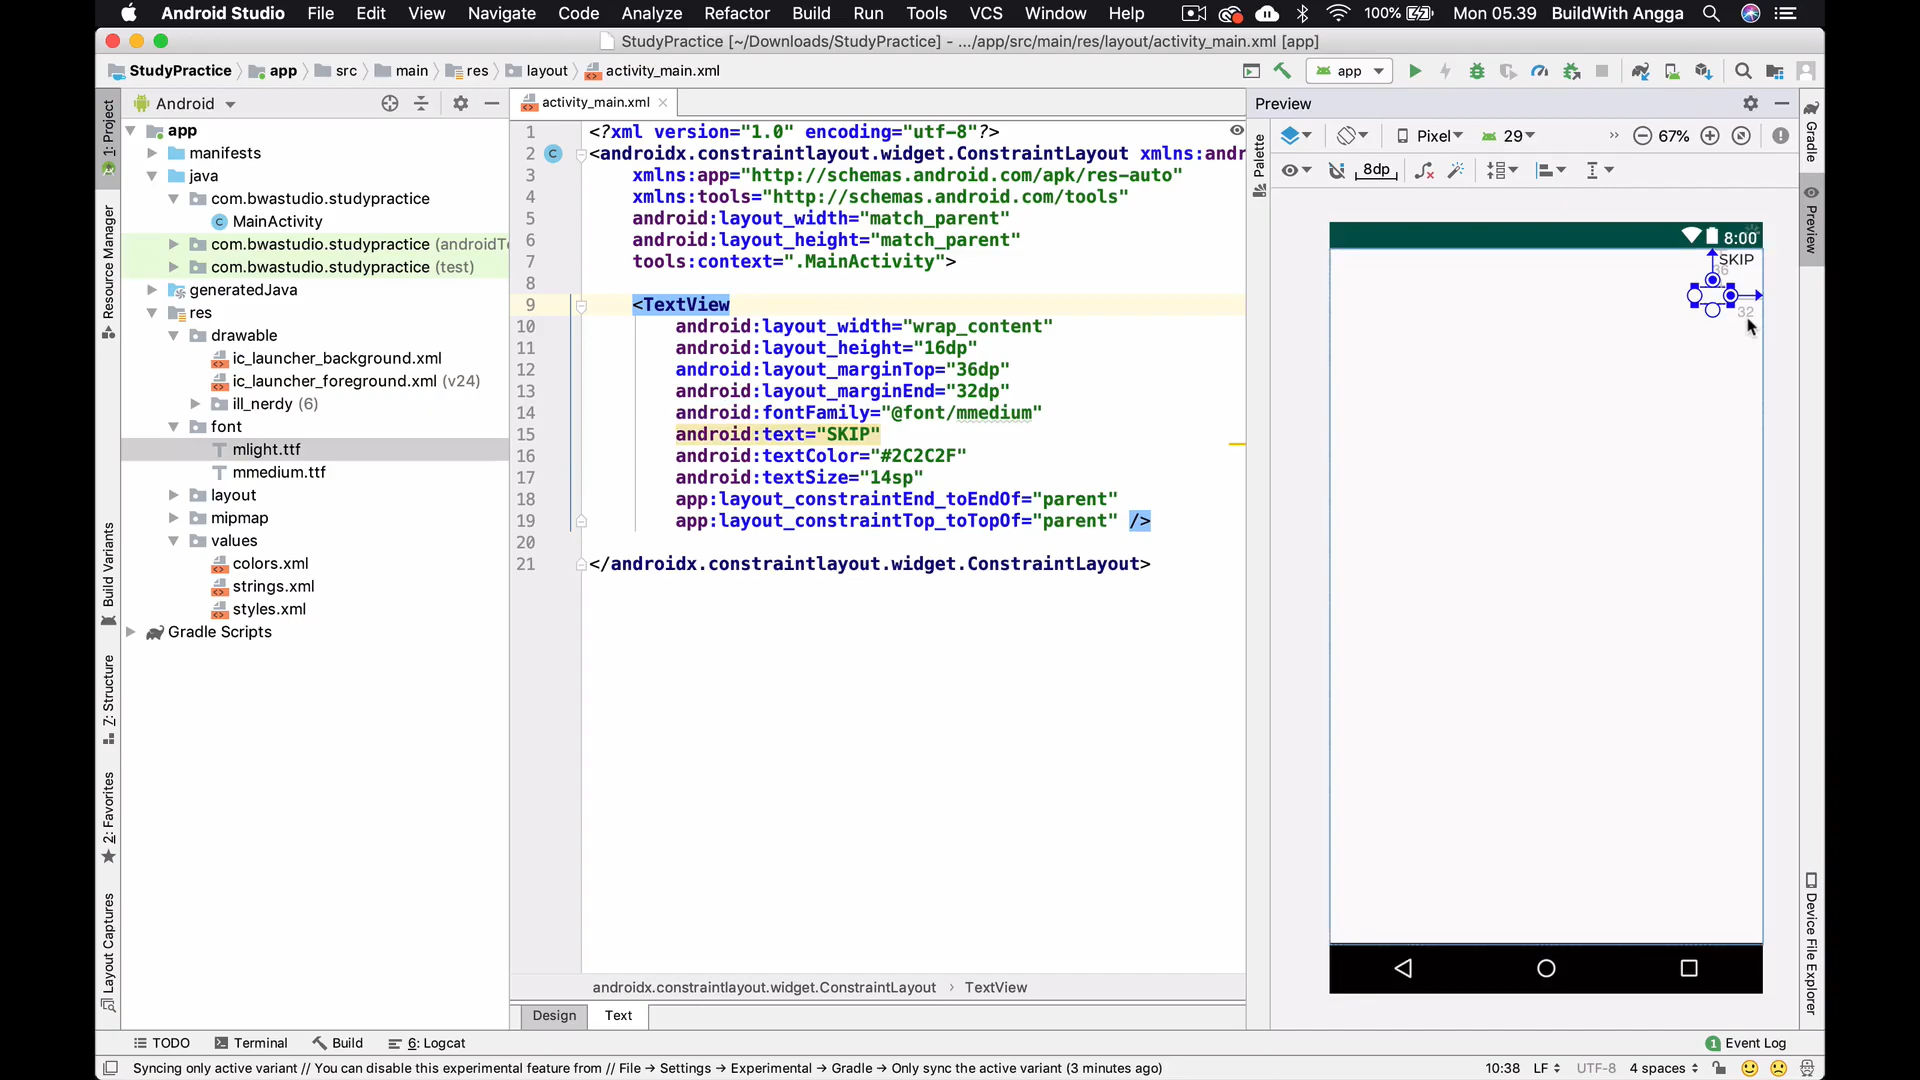 Android Studio File Edit View Navigate Code Analyze Refactor Build Run Tools VCS Window Help 100% Mon 05.39 BuildWith Angga
StudyPractice [~/Downloads/StudyPractice] - .../app/src/main/res/layout/activity_main.xml [app]
StudyPractice app src main res layout activity_main.xml app
Android activity_main.xml Preview
1: Project
Resource Manager
Build Variants
Z: Structure
2: Favorites
Layout Captures
app
manifests
java
com.bwastudio.studypractice
MainActivity
com.bwastudio.studypractice (androidTe
com.bwastudio.studypractice (test)
generatedJava
res
drawable
ic_launcher_background.xml
ic_launcher_foreground.xml (v24)
ill_nerdy (6)
font
mlight.ttf
mmedium.ttf
layout
mipmap
values
colors.xml
strings.xml
styles.xml
Gradle Scripts
1 <?xml version="1.0" encoding="utf-8"?>
2 <androidx.constraintlayout.widget.ConstraintLayout xmlns:andr
3 xmlns:app="http://schemas.android.com/apk/res-auto"
4 xmlns:tools="http://schemas.android.com/tools"
5 android:layout_width="match_parent"
6 android:layout_height="match_parent"
7 tools:context=".MainActivity">
8
9 <TextView
10 android:layout_width="wrap_content"
11 android:layout_height="16dp"
12 android:layout_marginTop="36dp"
13 android:layout_marginEnd="32dp"
14 android:fontFamily="@font/mmedium"
15 android:text="SKIP"
16 android:textColor="#2C2C2F"
17 android:textSize="14sp"
18 app:layout_constraintEnd_toEndOf="parent"
19 app:layout_constraintTop_toTopOf="parent" />
20
21 </androidx.constraintlayout.widget.ConstraintLayout>
androidx.constraintlayout.widget.ConstraintLayout › TextView
Design Text
Palette
Pixel 29 » 67%
8dp
8:00
SKIP
36
32
Gradle
Preview
Device File Explorer
TODO Terminal Build 6: Logcat 1 Event Log
Syncing only active variant // You can disable this experimental feature from // File → Settings → Experimental → Gradle → Only sync the active variant (3 minutes ago) 10:38 LF UTF-8 4 spaces